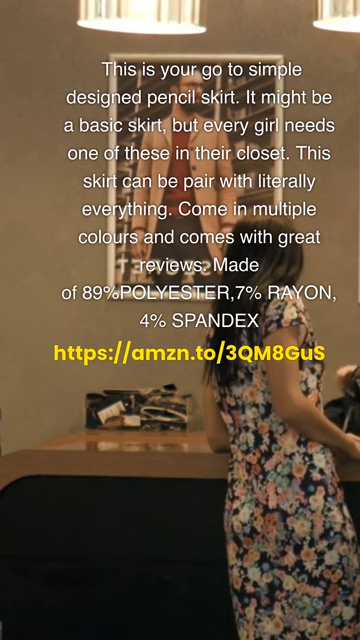 This is your go to simple
designed pencil skirt. It might be
a basic skirt, but every girl needs
one of these in their closet. This
skirt can be pair with literally
everything. Come in multiple
colours and comes with great
reviews. Made
of 89%POLYESTER,7% RAYON,
4% SPANDEX
https://amzn.to/3QM8GuS